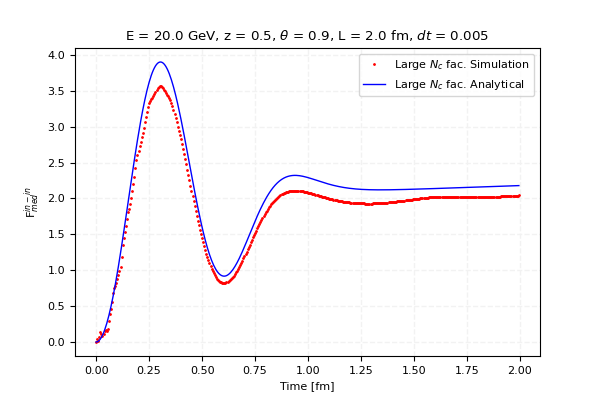 E = 20.0 GeV, z = 0.5, θ = 0.9, L = 2.0 fm, dt = 0.005
Large N_c fac. Simulation
Large N_c fac. Analytical
4.0
3.5
3.0
2.5
2.0
1.5
1.0
0.5
0.0
F_med^{in−in}
0.00 0.25 0.50 0.75 1.00 1.25 1.50 1.75 2.00
Time [fm]